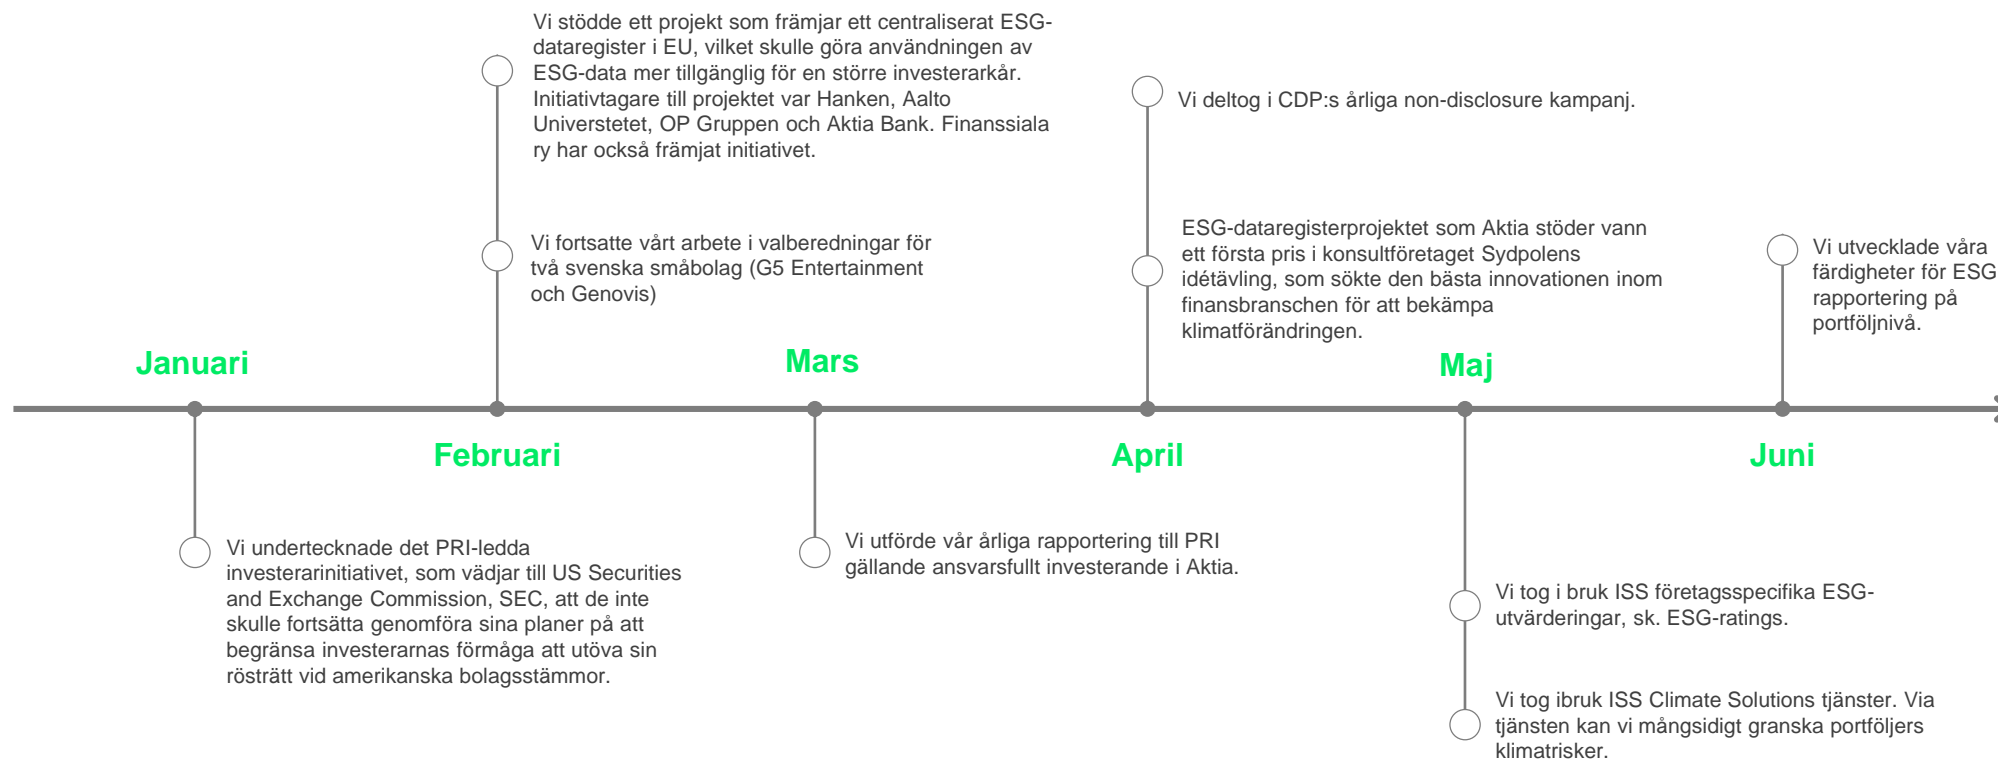 Vi stödde ett projekt som främjar ett centraliserat ESG-
dataregister i EU, vilket skulle göra användningen av
ESG-data mer tillgänglig för en större investerarkår.
Initiativtagare till projektet var Hanken, Aalto
Universtetet, OP Gruppen och Aktia Bank. Finanssiala
ry har också främjat initiativet.
Vi fortsatte vårt arbete i valberedningar för
två svenska småbolag (G5 Entertainment
och Genovis)
Vi deltog i CDP:s årliga non-disclosure kampanj.
ESG-dataregisterprojektet som Aktia stöder vann
ett första pris i konsultföretaget Sydpolens
idétävling, som sökte den bästa innovationen inom
finansbranschen för att bekämpa
klimatförändringen.
Vi utvecklade våra
färdigheter för ESG
rapportering på
portföljnivå.
Januari
Mars
Maj
Februari
April
Juni
Vi undertecknade det PRI-ledda
investerarinitiativet, som vädjar till US Securities
and Exchange Commission, SEC, att de inte
skulle fortsätta genomföra sina planer på att
begränsa investerarnas förmåga att utöva sin
rösträtt vid amerikanska bolagsstämmor.
Vi utförde vår årliga rapportering till PRI
gällande ansvarsfullt investerande i Aktia.
Vi tog i bruk ISS företagsspecifika ESG-
utvärderingar, sk. ESG-ratings.
Vi tog ibruk ISS Climate Solutions tjänster. Via
tjänsten kan vi mångsidigt granska portföljers
klimatrisker.